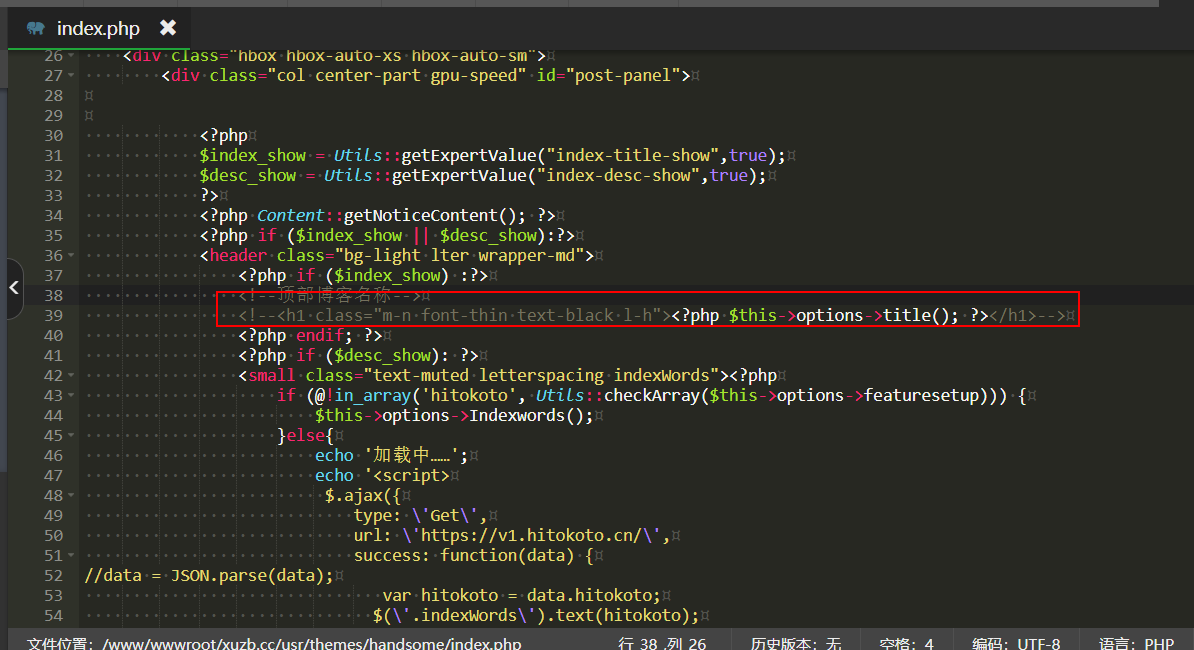 index.php ✖
26 <div class="hbox hbox-auto-xs hbox-auto-sm">
27 <div class="col center-part gpu-speed" id="post-panel">
28
29
30 <?php
31 $index_show = Utils::getExpertValue("index-title-show",true);
32 $desc_show = Utils::getExpertValue("index-desc-show",true);
33 ?>
34 <?php Content::getNoticeContent(); ?>
35 <?php if ($index_show || $desc_show):?>
36 <header class="bg-light lter wrapper-md">
37 <?php if ($index_show) :?>
38 <!--顶部博客名称-->
39 <!--<h1 class="m-n font-thin text-black l-h"><?php $this->options->title(); ?></h1>-->
40 <?php endif; ?>
41 <?php if ($desc_show): ?>
42 <small class="text-muted letterspacing indexWords"><?php
43 if (@!in_array('hitokoto', Utils::checkArray($this->options->featuresetup))) {
44 $this->options->Indexwords();
45 }else{
46 echo '加载中……';
47 echo '<script>
48 $.ajax({
49 type: \'Get\',
50 url: \'https://v1.hitokoto.cn/\',
51 success: function(data) {
52 //data = JSON.parse(data);
53 var hitokoto = data.hitokoto;
54 $(\'.indexWords\').text(hitokoto);
文件位置: /www/wwwroot/xuzb.cc/usr/themes/handsome/index.php 行 38 ,列 26 历史版本: 无 空格: 4 编码: UTF-8 语言: PHP